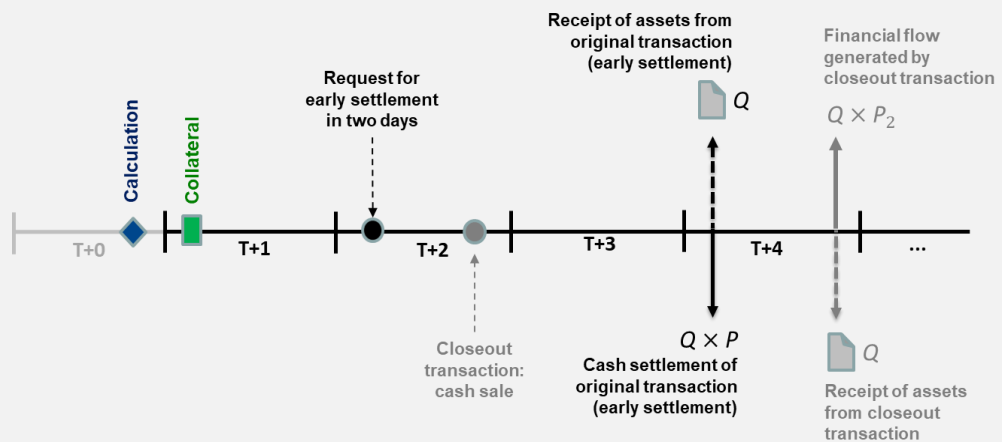 Receipt of assets from
original transaction
(early settlement)
Q
Financial flow
generated by
closeout transaction
Q × P₂
Request for
early settlement
in two days
Calculation
Collateral
T+0
T+1
T+2
T+3
T+4
...
Closeout
transaction:
cash sale
Q × P
Cash settlement of
original transaction
(early settlement)
Q
Receipt of assets
from closeout
transaction